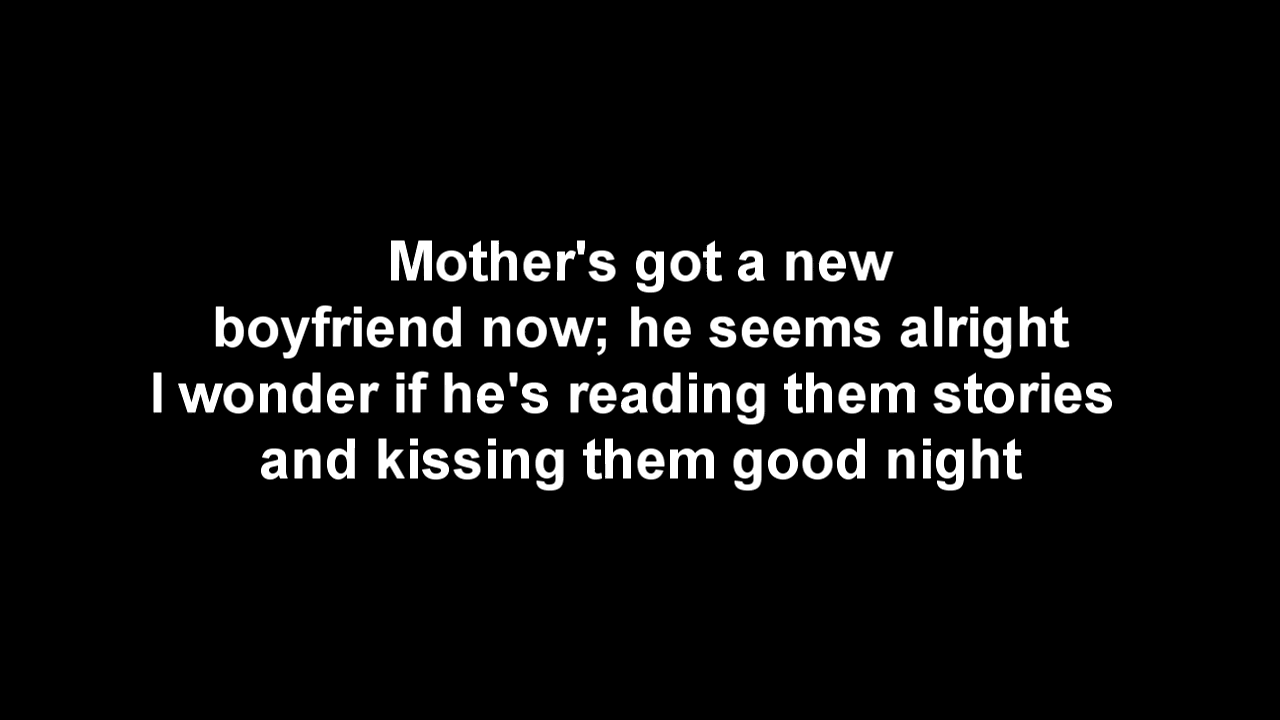 Mother's got a new
boyfriend now; he seems alright
I wonder if he's reading them stories
and kissing them good night